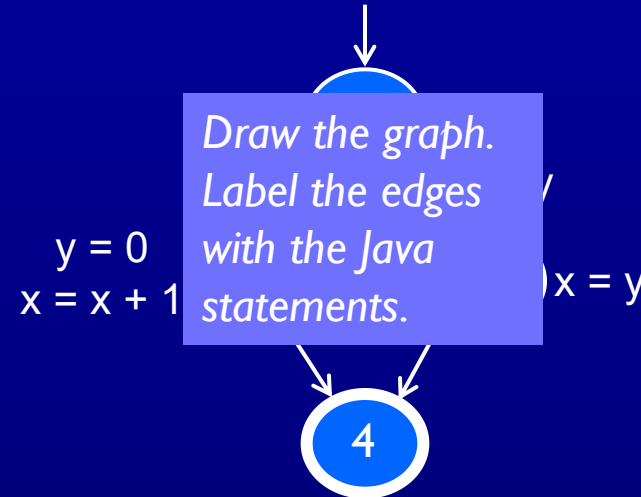 Draw the graph.
Label the edges
with the Java
statements.
y = 0
x = x + 1
x = y
4